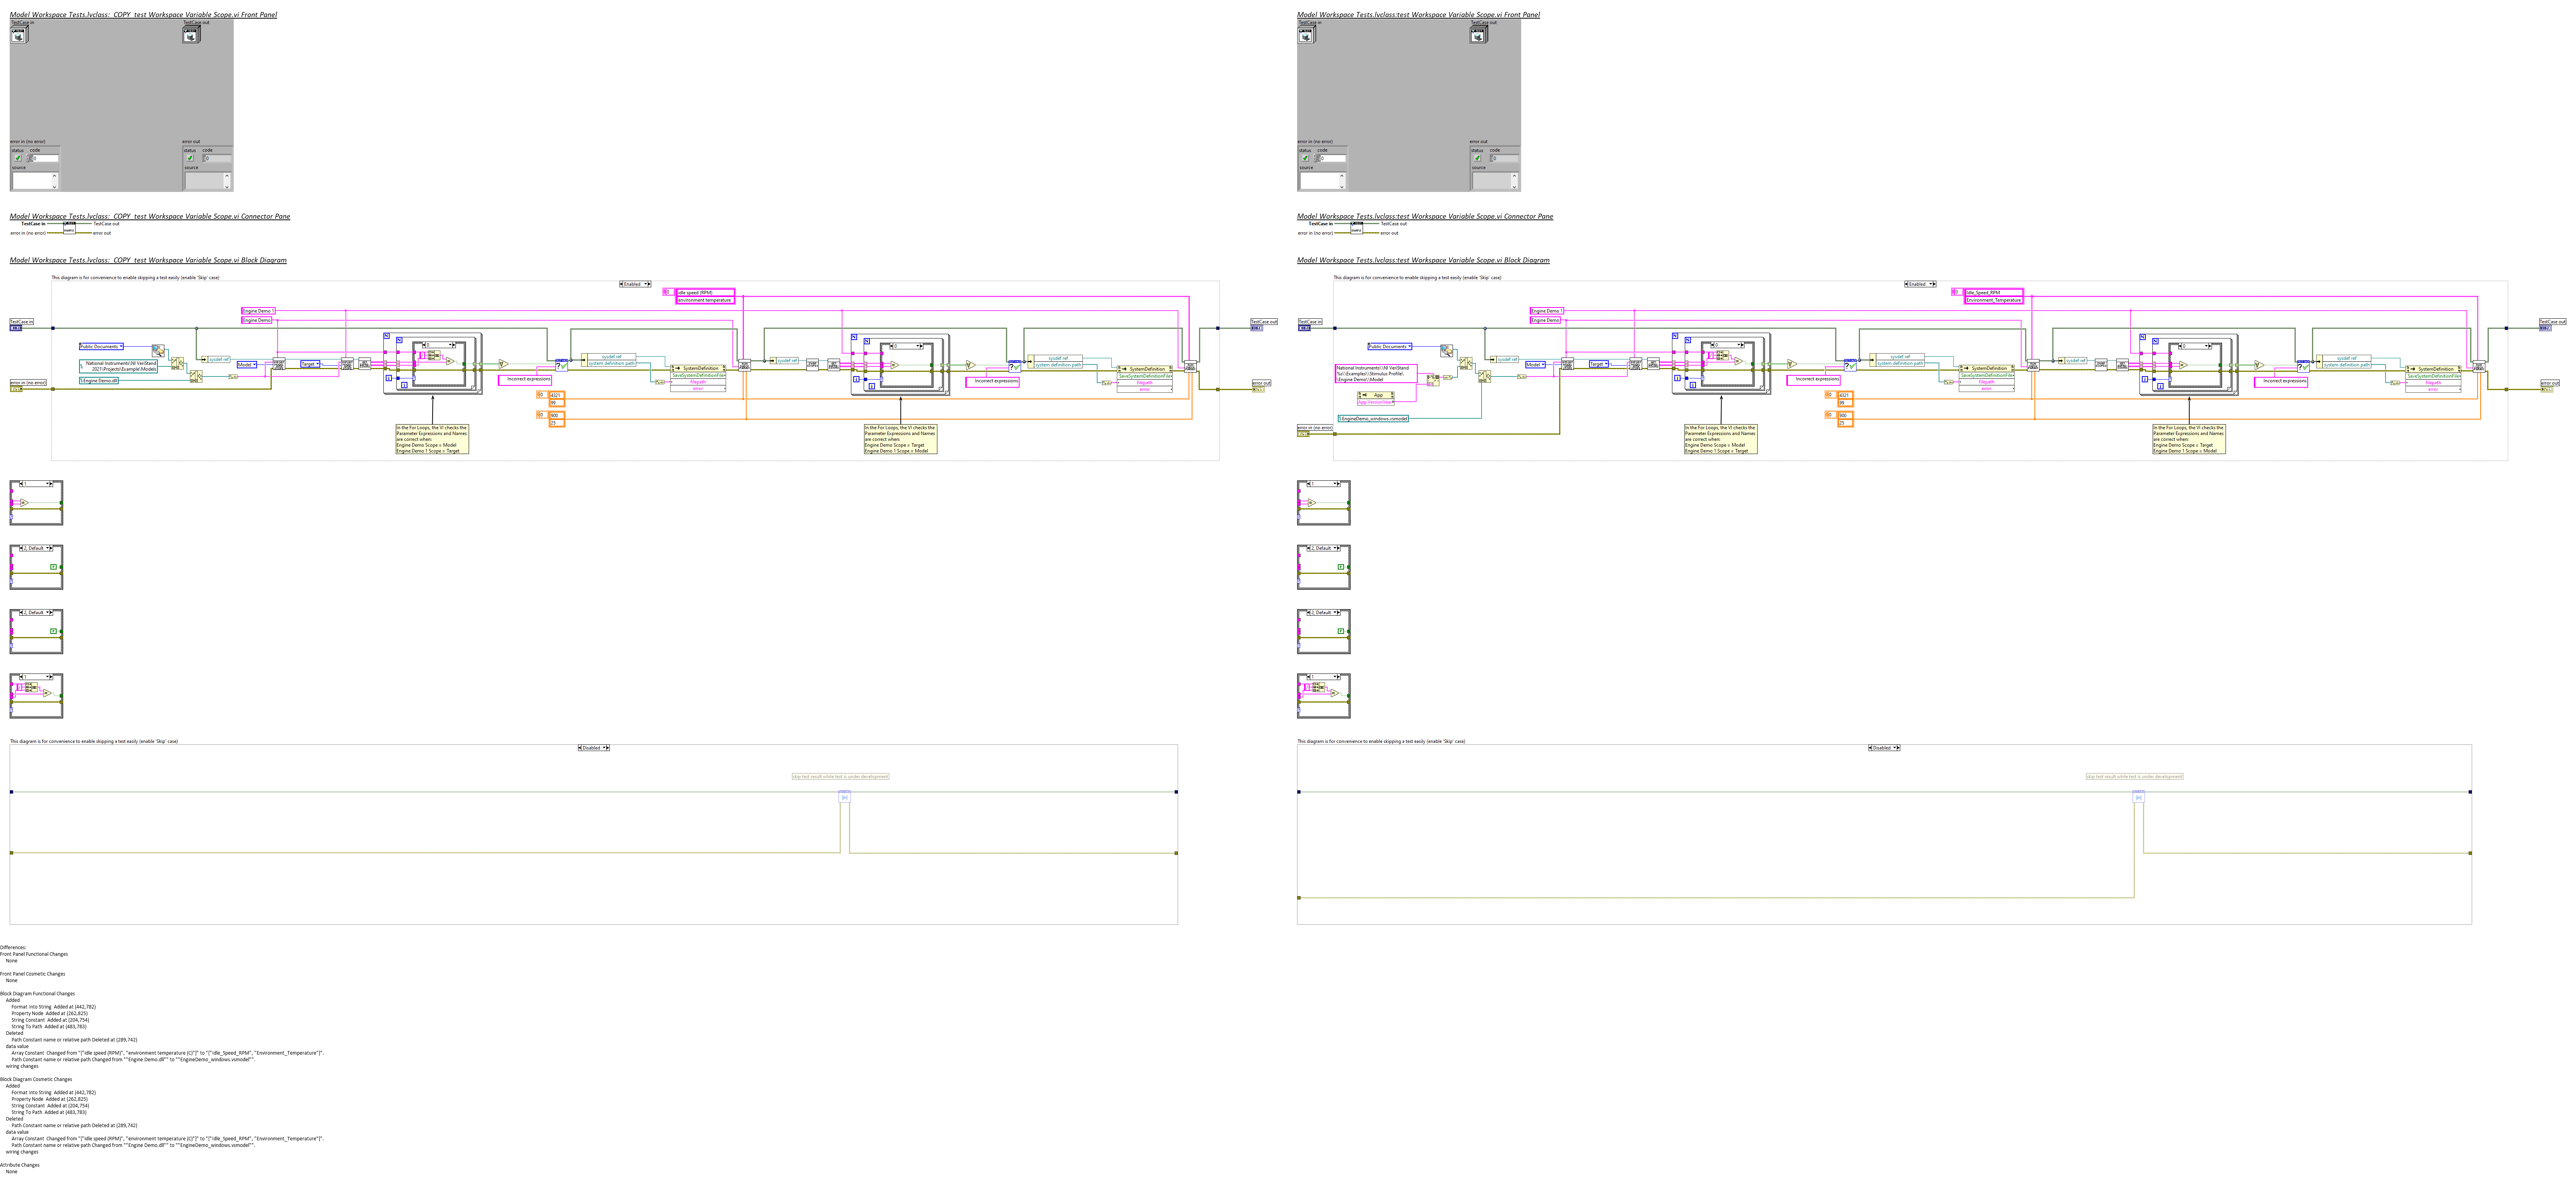 Model Workspace Tests.lvclass:_COPY_test Workspace Variable Scope.vi Front Panel
TestCase in
TestCase out
error in (no error)
error out
status code
status code
0
0
source
source
Model Workspace Tests.lvclass:_COPY_test Workspace Variable Scope.vi Connector Pane
TestCase in TestCase out
error in (no error) error out
Model Workspace Tests.lvclass:_COPY_test Workspace Variable Scope.vi Block Diagram
This diagram is for convenience to enable skipping a test easily (enable 'Skip' case)
Enabled
idle speed (RPM)
environment temperature
Engine Demo 1
Engine Demo
TestCase in
TestCase out
Public Documents
National Instruments\NI VeriStand
2021\Projects\Example\Models
Engine Demo.dll
error in (no error)
error out
sysdef ref
Model
Target
0
Incorrect expressions
sysdef ref
system definition path
SystemDefinition
SaveSystemDefinitionFile
Filepath
error
4321
99
900
25
sysdef ref
0
Incorrect expressions
sysdef ref
system definition path
SystemDefinition
SaveSystemDefinitionFile
Filepath
error
In the For Loops, the VI checks the
Parameter Expressions and Names
are correct when:
Engine Demo Scope = Model
Engine Demo 1 Scope = Target
In the For Loops, the VI checks the
Parameter Expressions and Names
are correct when:
Engine Demo Scope = Target
Engine Demo 1 Scope = Model
1
2, Default
2, Default
1
This diagram is for convenience to enable skipping a test easily (enable 'Skip' case)
Disabled
skip test result while test is under development
Model Workspace Tests.lvclass:test Workspace Variable Scope.vi Front Panel
TestCase in
TestCase out
error in (no error)
error out
status code
status code
0
0
source
source
Model Workspace Tests.lvclass:test Workspace Variable Scope.vi Connector Pane
TestCase in TestCase out
error in (no error) error out
Model Workspace Tests.lvclass:test Workspace Variable Scope.vi Block Diagram
This diagram is for convenience to enable skipping a test easily (enable 'Skip' case)
Enabled
idle_Speed_RPM
Environment_Temperature
Engine Demo 1
Engine Demo
TestCase in
TestCase out
Public Documents
National Instruments\\NI VeriStand
%s\\Examples\\Stimulus Profile\
\Engine Demo\\Model
App
App.VersionYear
EngineDemo_windows.vsmodel
error in (no error)
error out
sysdef ref
Model
Target
0
Incorrect expressions
sysdef ref
system definition path
SystemDefinition
SaveSystemDefinitionFile
Filepath
error
4321
99
900
25
sysdef ref
0
Incorrect expressions
sysdef ref
system definition path
SystemDefinition
SaveSystemDefinitionFile
Filepath
error
In the For Loops, the VI checks the
Parameter Expressions and Names
are correct when:
Engine Demo Scope = Model
Engine Demo 1 Scope = Target
In the For Loops, the VI checks the
Parameter Expressions and Names
are correct when:
Engine Demo Scope = Target
Engine Demo 1 Scope = Model
1
2, Default
2, Default
1
This diagram is for convenience to enable skipping a test easily (enable 'Skip' case)
Disabled
skip test result while test is under development
Differences:
Front Panel Functional Changes
None
Front Panel Cosmetic Changes
None
Block Diagram Functional Changes
Added
Format Into String Added at (442,782)
Property Node Added at (262,825)
String Constant Added at (204,754)
String To Path Added at (483,783)
Deleted
Path Constant name or relative path Deleted at (289,742)
data value
Array Constant Changed from "["idle speed (RPM)", "environment temperature (C)"]" to "["idle_Speed_RPM", "Environment_Temperature"]".
Path Constant name or relative path Changed from ""Engine Demo.dll"" to ""EngineDemo_windows.vsmodel"".
wiring changes
Block Diagram Cosmetic Changes
Added
Format Into String Added at (442,782)
Property Node Added at (262,825)
String Constant Added at (204,754)
String To Path Added at (483,783)
Deleted
Path Constant name or relative path Deleted at (289,742)
data value
Array Constant Changed from "["idle speed (RPM)", "environment temperature (C)"]" to "["idle_Speed_RPM", "Environment_Temperature"]".
Path Constant name or relative path Changed from ""Engine Demo.dll"" to ""EngineDemo_windows.vsmodel"".
wiring changes
Attribute Changes
None